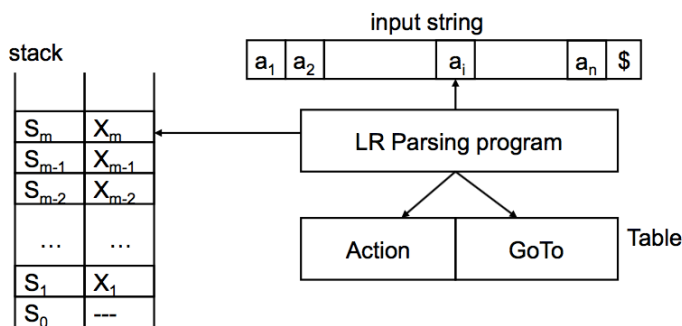 input string
stack
a1 a2 ai an $
Sm Xm
LR Parsing program
Sm-1 Xm-1
Sm-2 Xm-2
Action GoTo Table
... ...
S1 X1
S0 ---